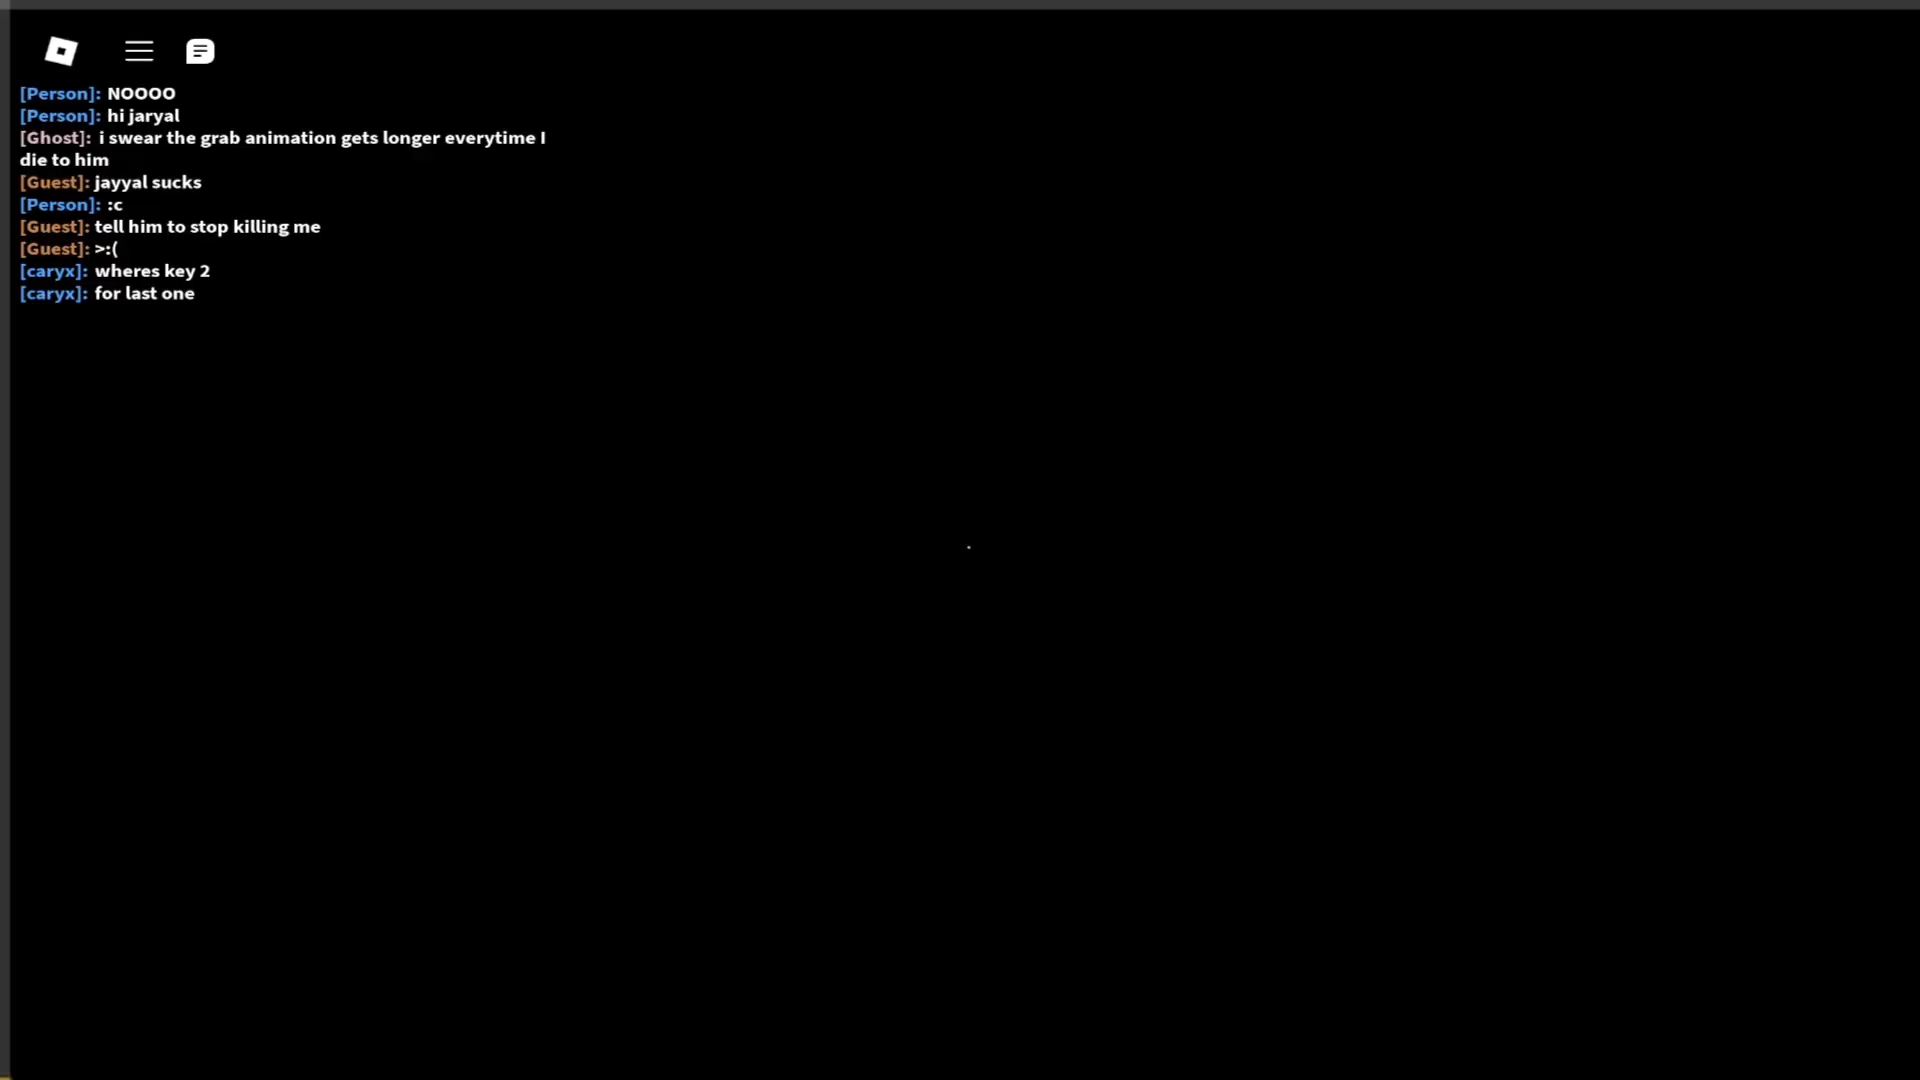 [Person]: NOOOO
[Person]: hi jaryal
[Ghost]: i swear the grab animation gets longer everytime I
die to him
[Guest]: jayyal sucks
[Person]: :c
[Guest]: tell him to stop killing me
[Guest]: >:(
[caryx]: wheres key 2
[caryx]: for last one